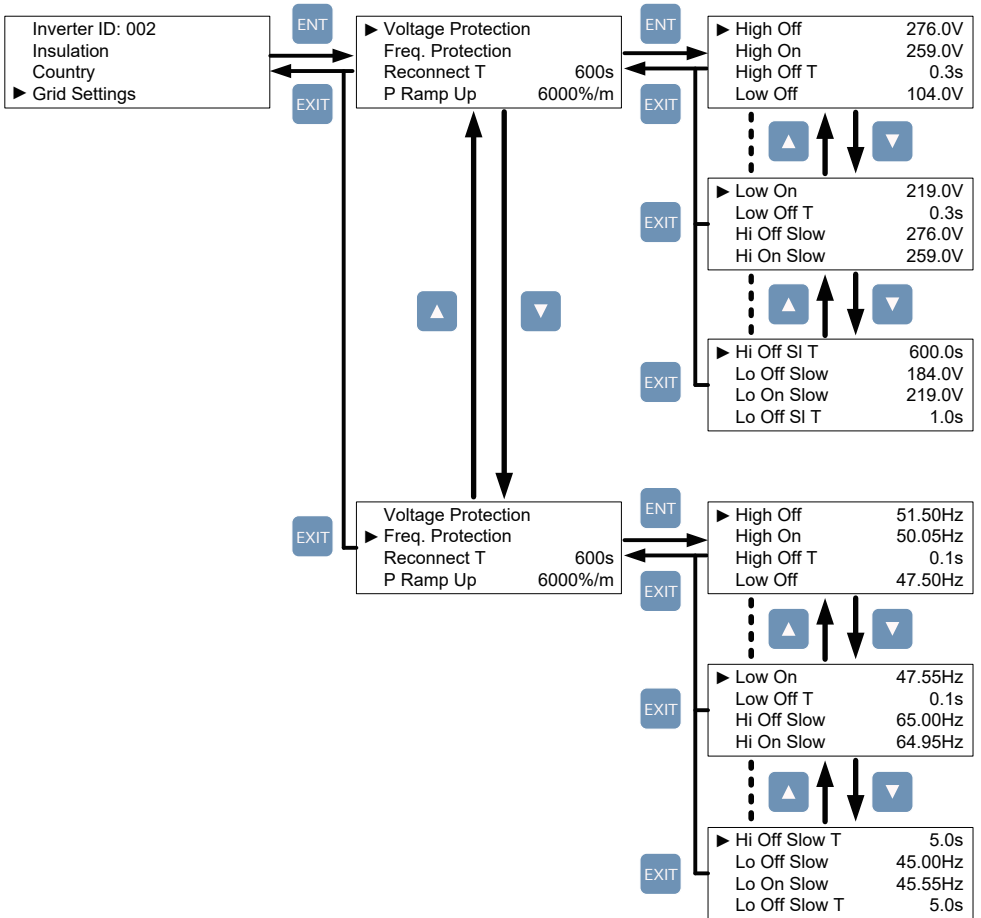 Inverter ID: 002
Insulation
Country
▶ Grid Settings
ENT
EXIT
▶ Voltage Protection
Freq. Protection
Reconnect T 600s
P Ramp Up 6000%/m
ENT
EXIT
▶ High Off 276.0V
High On 259.0V
High Off T 0.3s
Low Off 104.0V
▲ ▼
EXIT
▶ Low On 219.0V
Low Off T 0.3s
Hi Off Slow 276.0V
Hi On Slow 259.0V
▲ ▼
▲ ▼
EXIT
▶ Hi Off Sl T 600.0s
Lo Off Slow 184.0V
Lo On Slow 219.0V
Lo Off Sl T 1.0s
EXIT
Voltage Protection
▶ Freq. Protection
Reconnect T 600s
P Ramp Up 6000%/m
ENT
EXIT
▶ High Off 51.50Hz
High On 50.05Hz
High Off T 0.1s
Low Off 47.50Hz
▲ ▼
EXIT
▶ Low On 47.55Hz
Low Off T 0.1s
Hi Off Slow 65.00Hz
Hi On Slow 64.95Hz
▲ ▼
EXIT
▶ Hi Off Slow T 5.0s
Lo Off Slow 45.00Hz
Lo On Slow 45.55Hz
Lo Off Slow T 5.0s